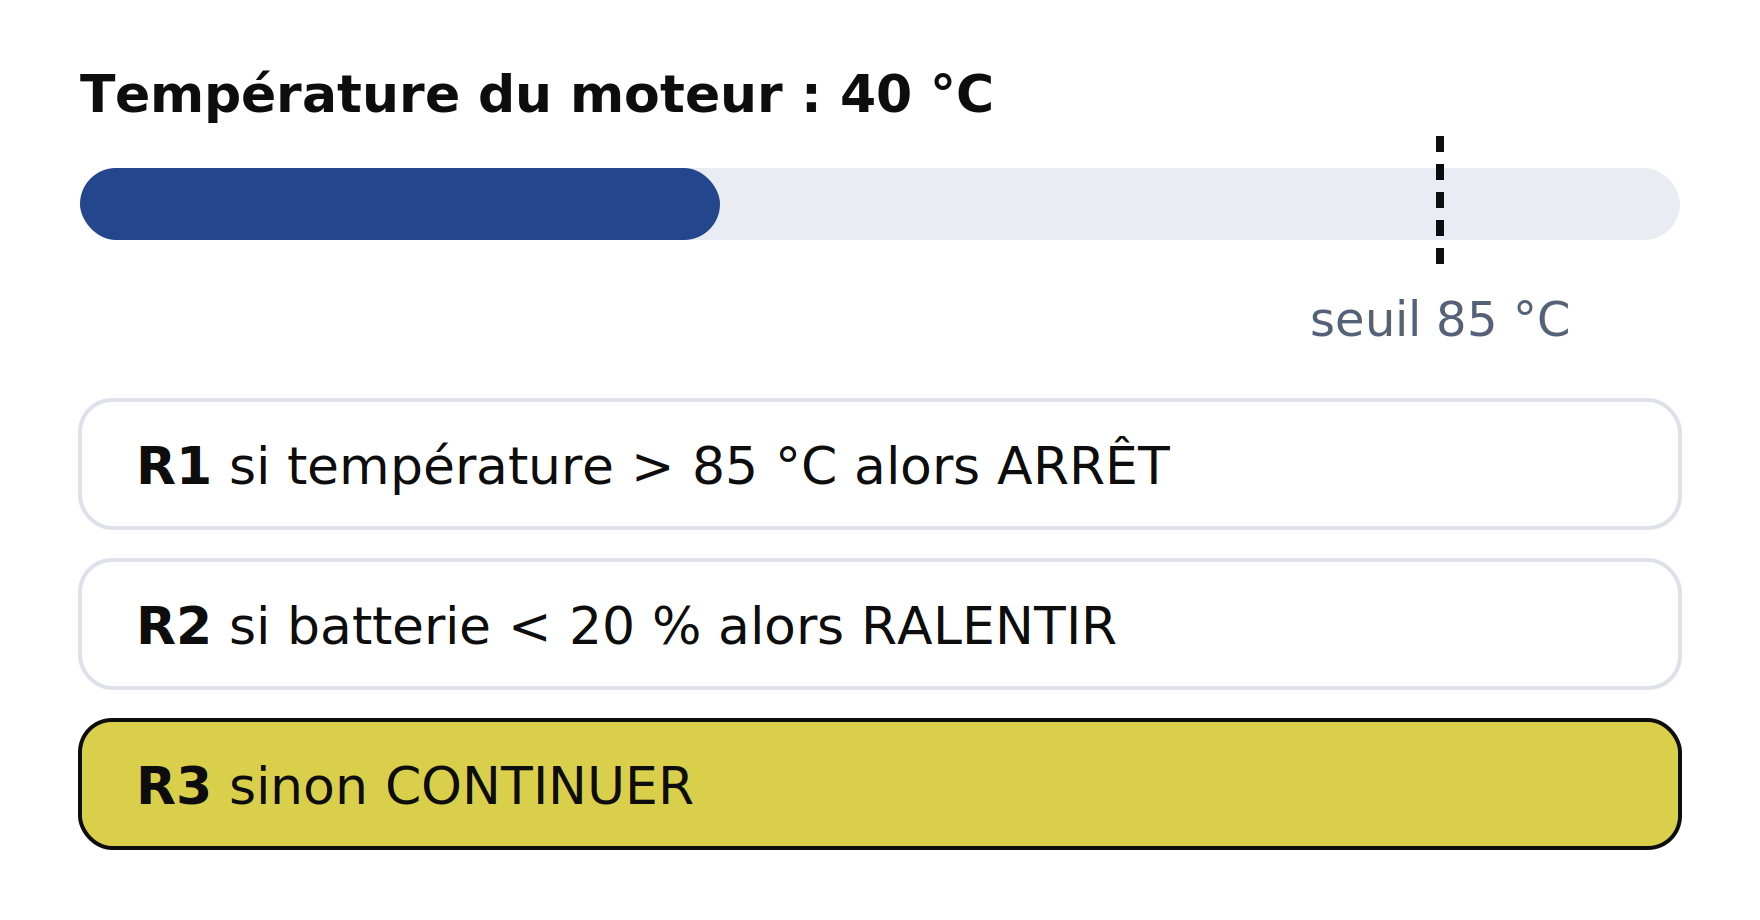 Température du moteur : 40 °C
seuil 85 °C
R1 si température > 85 °C alors ARRÊT
R2 si batterie < 20 % alors RALENTIR
R3 sinon CONTINUER